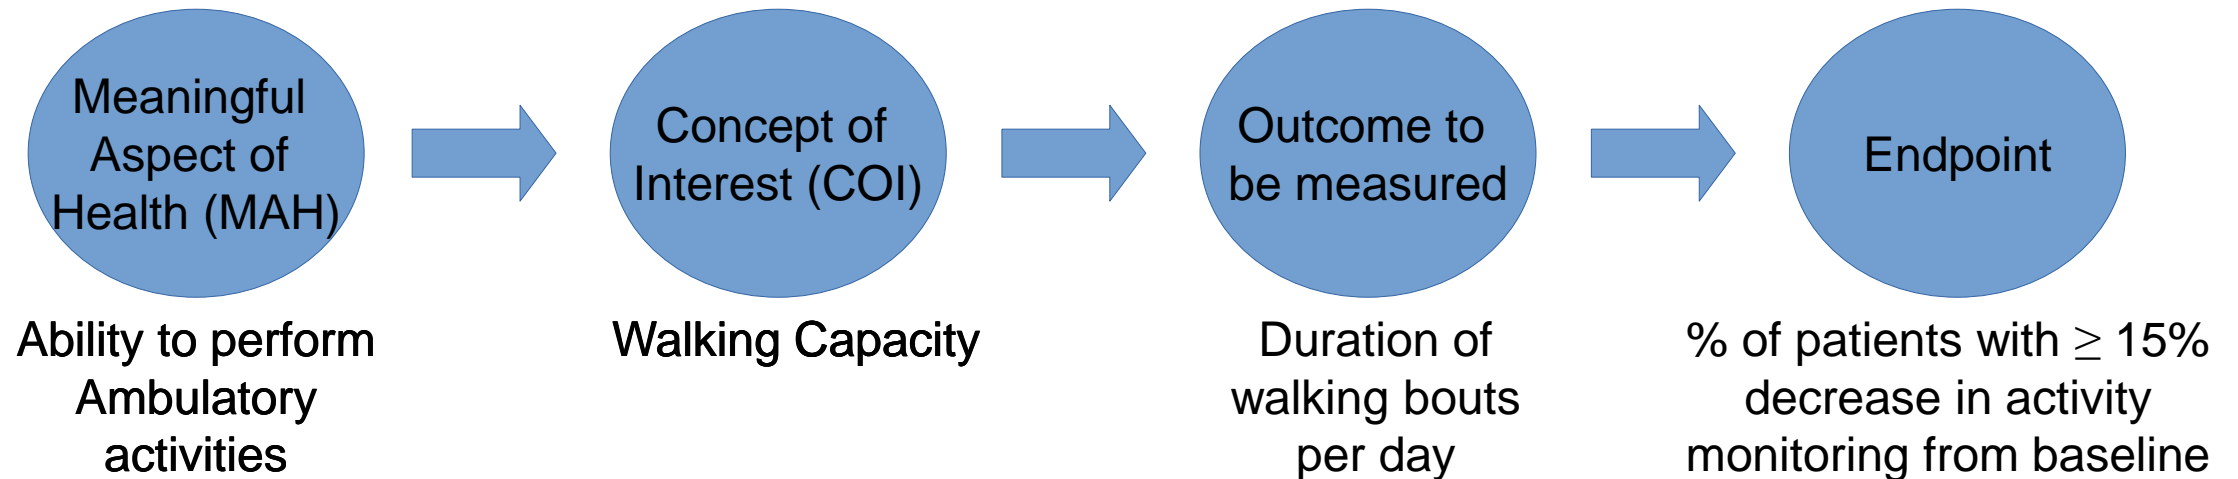 Meaningful
Aspect of
Health (MAH)
Concept of
Interest (COI)
Outcome to
be measured
Endpoint
Ability to perform
Ambulatory
activities
Walking Capacity
Duration of
walking bouts
per day
% of patients with ≥ 15%
decrease in activity
monitoring from baseline